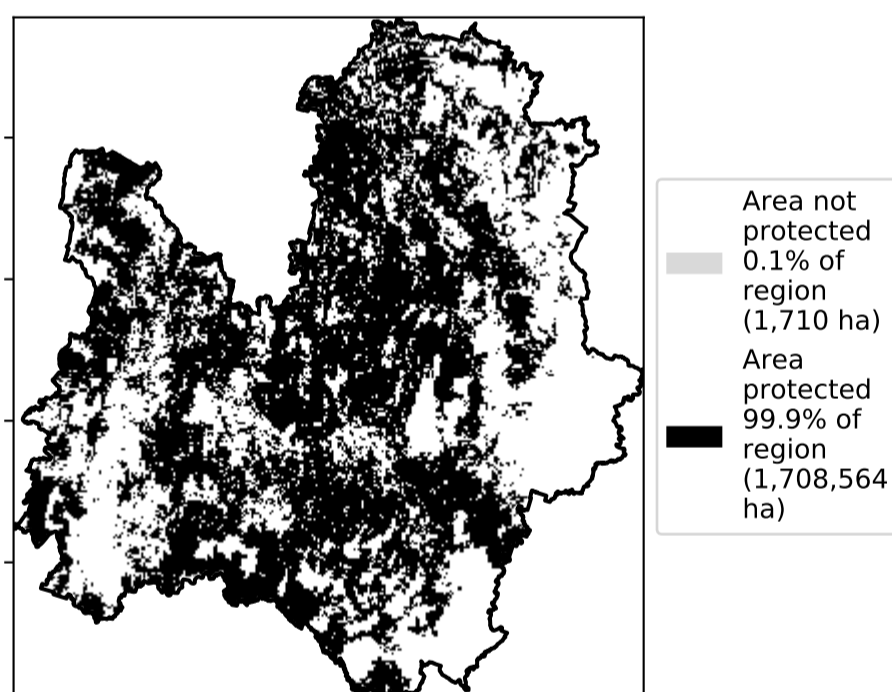 Area not
protected
0.1% of
region
(1,710 ha)
Area
protected
99.9% of
region
(1,708,564
ha)